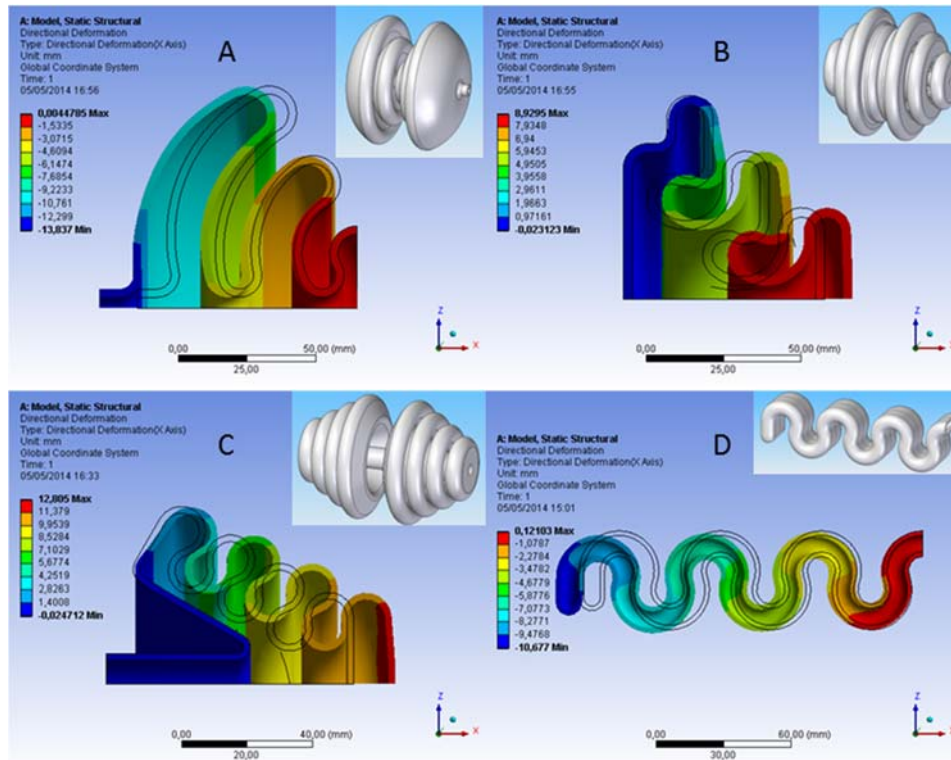 A: Model, Static Structural
Directional Deformation
Type: Directional Deformation(X Axis)
Unit: mm
Global Coordinate System
Time: 1
05/05/2014 16:56
A
0,0044785 Max
-1,5335
-3,0715
-4,6094
-6,1474
-7,6854
-9,2233
-10,761
-12,299
-13,837 Min
Z
X
0,00
50,00 (mm)
25,00
A: Model, Static Structural
Directional Deformation
Type: Directional Deformation(X Axis)
Unit: mm
Global Coordinate System
Time: 1
05/05/2014 16:55
B
8,9295 Max
7,9348
6,94
5,9453
4,9505
3,9558
2,9611
1,9663
0,97161
-0,023123 Min
Z
X
0,00
50,00 (mm)
25,00
A: Model, Static Structural
Directional Deformation
Type: Directional Deformation(X Axis)
Unit: mm
Global Coordinate System
Time: 1
05/05/2014 16:33
C
12,805 Max
11,379
9,9539
8,5284
7,1029
5,6774
4,2519
2,8263
1,4008
-0,024712 Min
Z
X
0,00
40,00 (mm)
20,00
A: Model, Static Structural
Directional Deformation
Type: Directional Deformation(X Axis)
Unit: mm
Global Coordinate System
Time: 1
05/05/2014 15:01
D
0,12103 Max
-1,0787
-2,2784
-3,4782
-4,6779
-5,8776
-7,0773
-8,2771
-9,4768
-10,677 Min
Z
X
0,00
60,00 (mm)
30,00